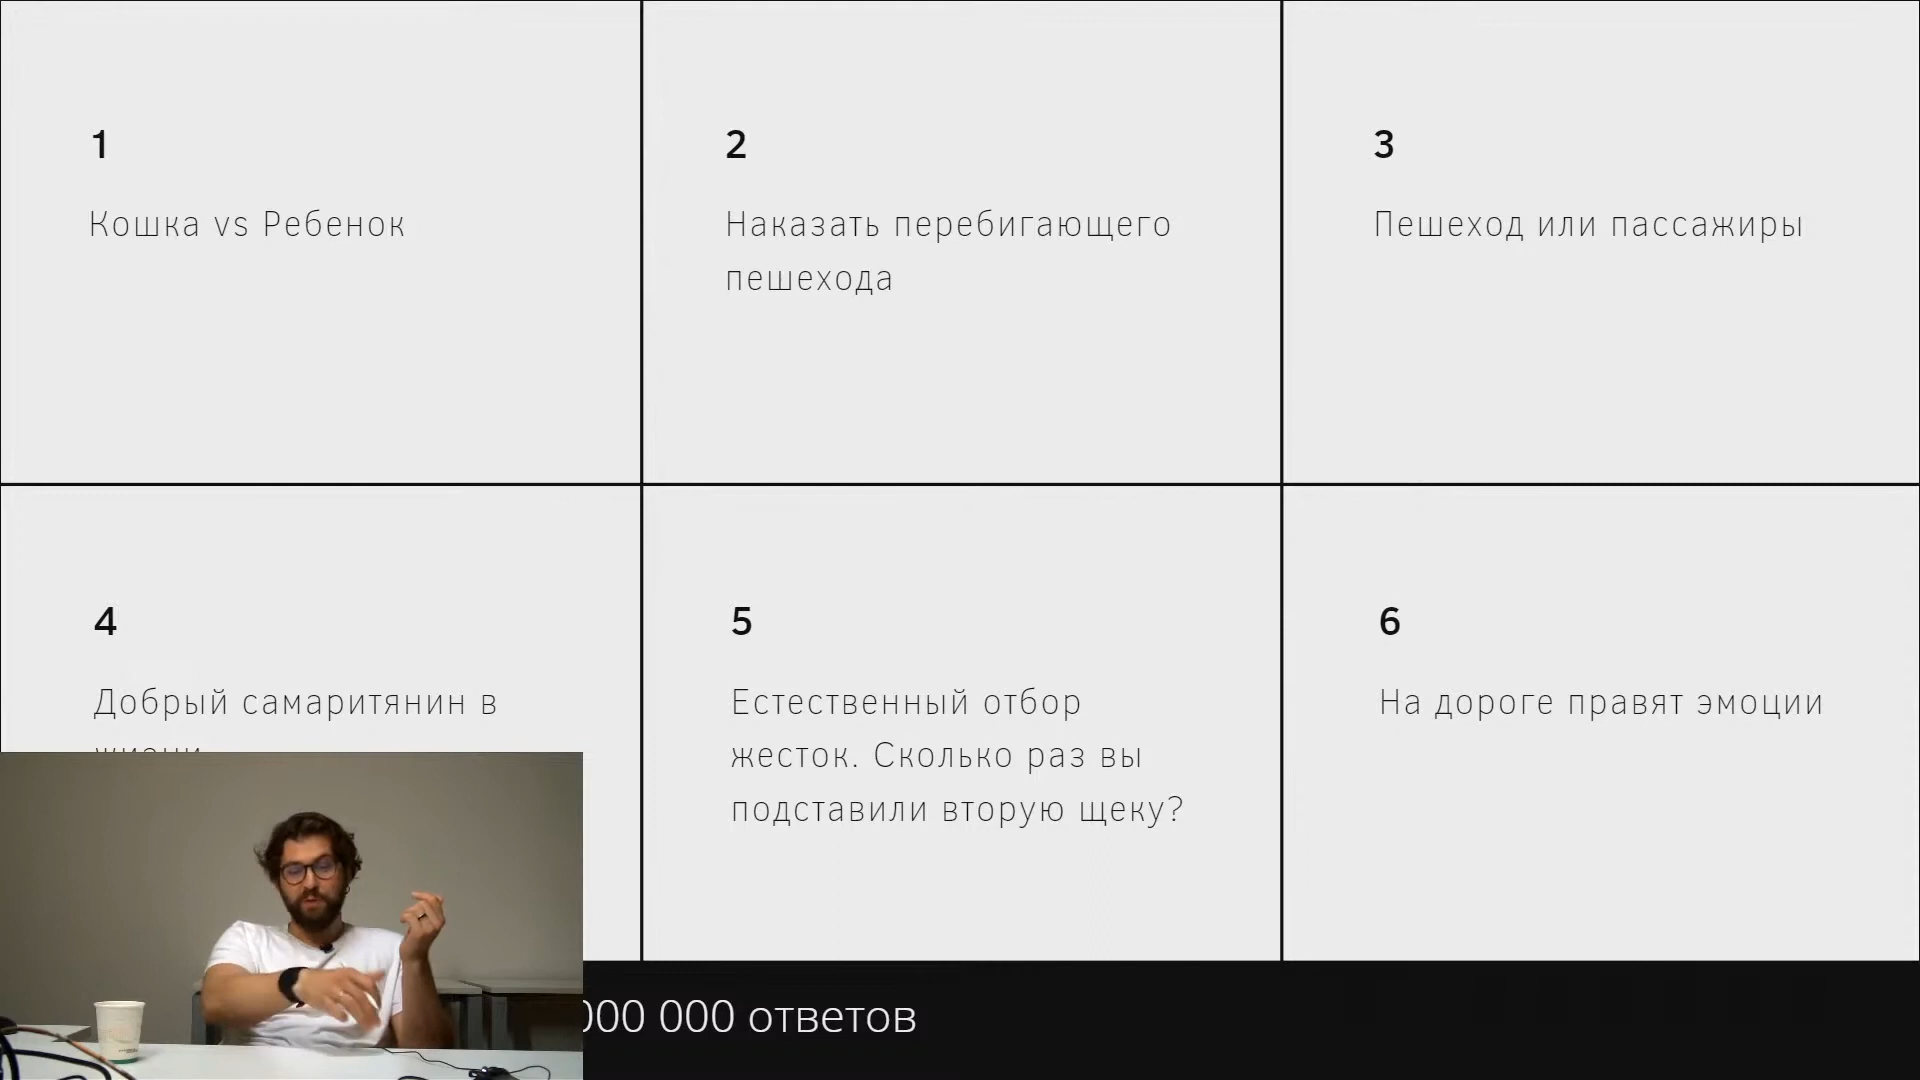 1
Кошка vs Ребенок
2
Наказать перебигающего
пешехода
3
Пешеход или пассажиры
4
Добрый самаритянин в
жизни
5
Естественный отбор
жесток. Сколько раз вы
подставили вторую щеку?
6
На дороге правят эмоции
000 000 ответов